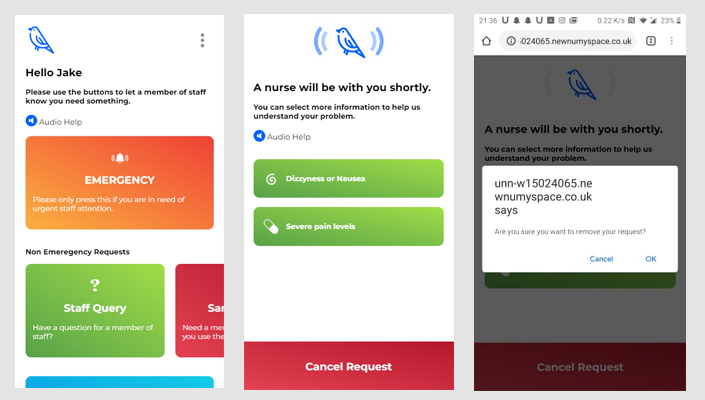 Hello Jake
Please use the buttons to let a member of staff
know you need something.
Audio Help
EMERGENCY
Please only press this if you are in need of
urgent staff attention.
Non Emeregency Requests
Staff Query
Have a question for a member of
staff?
Sar
Need a me
you use the
A nurse will be with you shortly.
You can select more information to help us
understand your problem.
Audio Help
Dizzyness or Nausea
Severe pain levels
Cancel Request
21:36
0.22 K/s
23%
5024065.newnumyspace.co.uk
2
A nurse will be with you shortly.
You can select more information to help us
understand your problem.
unn-w15024065.ne
wnumyspace.co.uk
says
Are you sure you want to remove your request?
Cancel
OK
Cancel Request